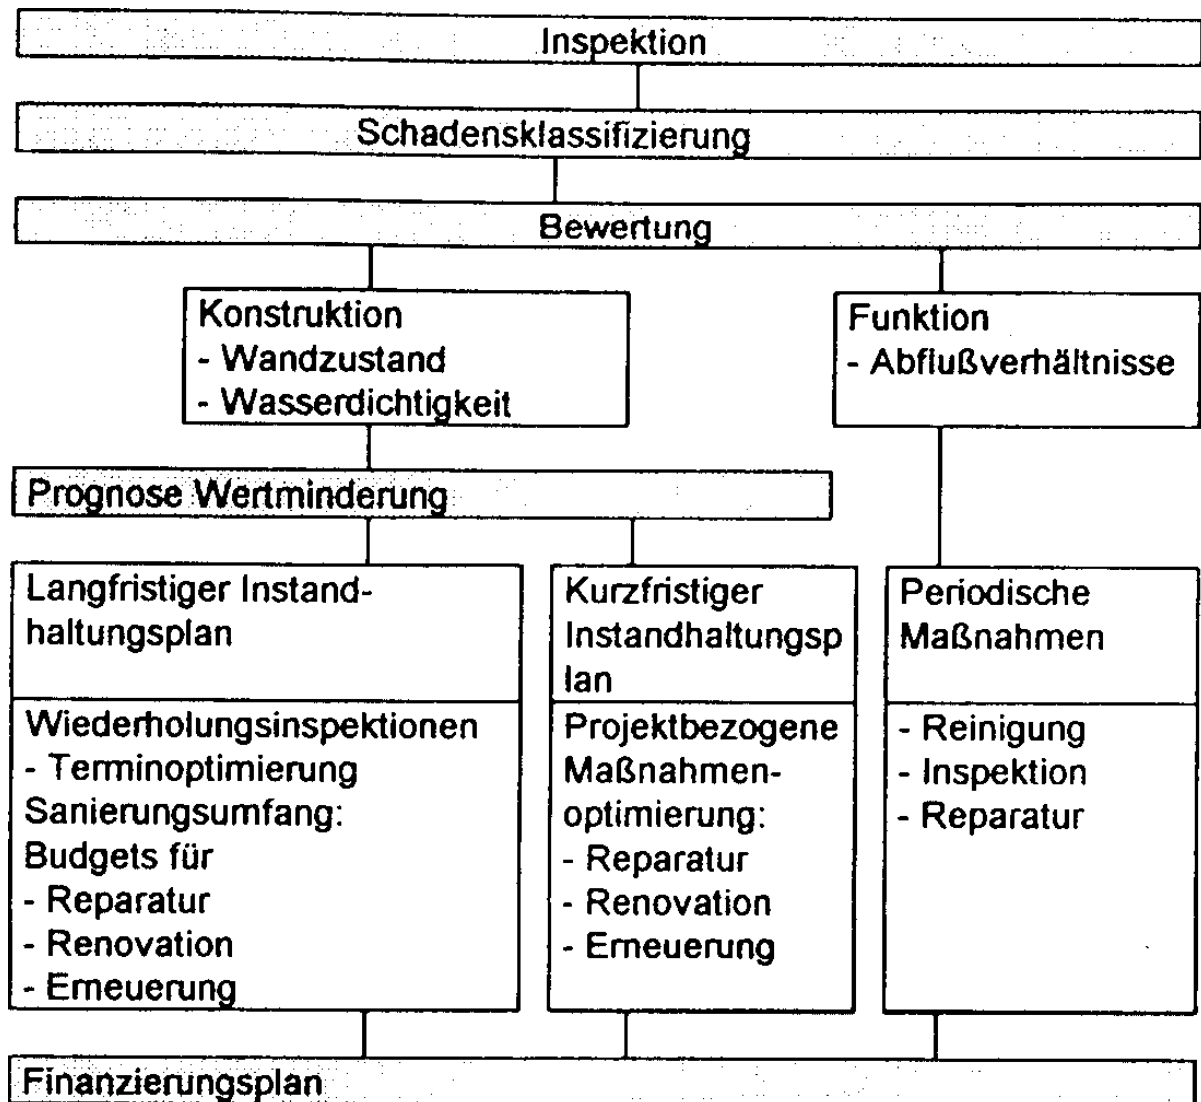 Inspektion
Schadensklassifizierung
Bewertung
Konstruktion
- Wandzustand
- Wasserdichtigkeit
Funktion
- Abflußverhältnisse
Prognose Wertminderung
Langfristiger Instand-
haltungsplan
Wiederholungsinspektionen
- Terminoptimierung
Sanierungsumfang:
Budgets für
- Reparatur
- Renovation
- Erneuerung
Kurzfristiger
Instandhaltungsp
lan
Projektbezogene
Maßnahmen-
optimierung:
- Reparatur
- Renovation
- Erneuerung
Periodische
Maßnahmen
- Reinigung
- Inspektion
- Reparatur
Finanzierungsplan